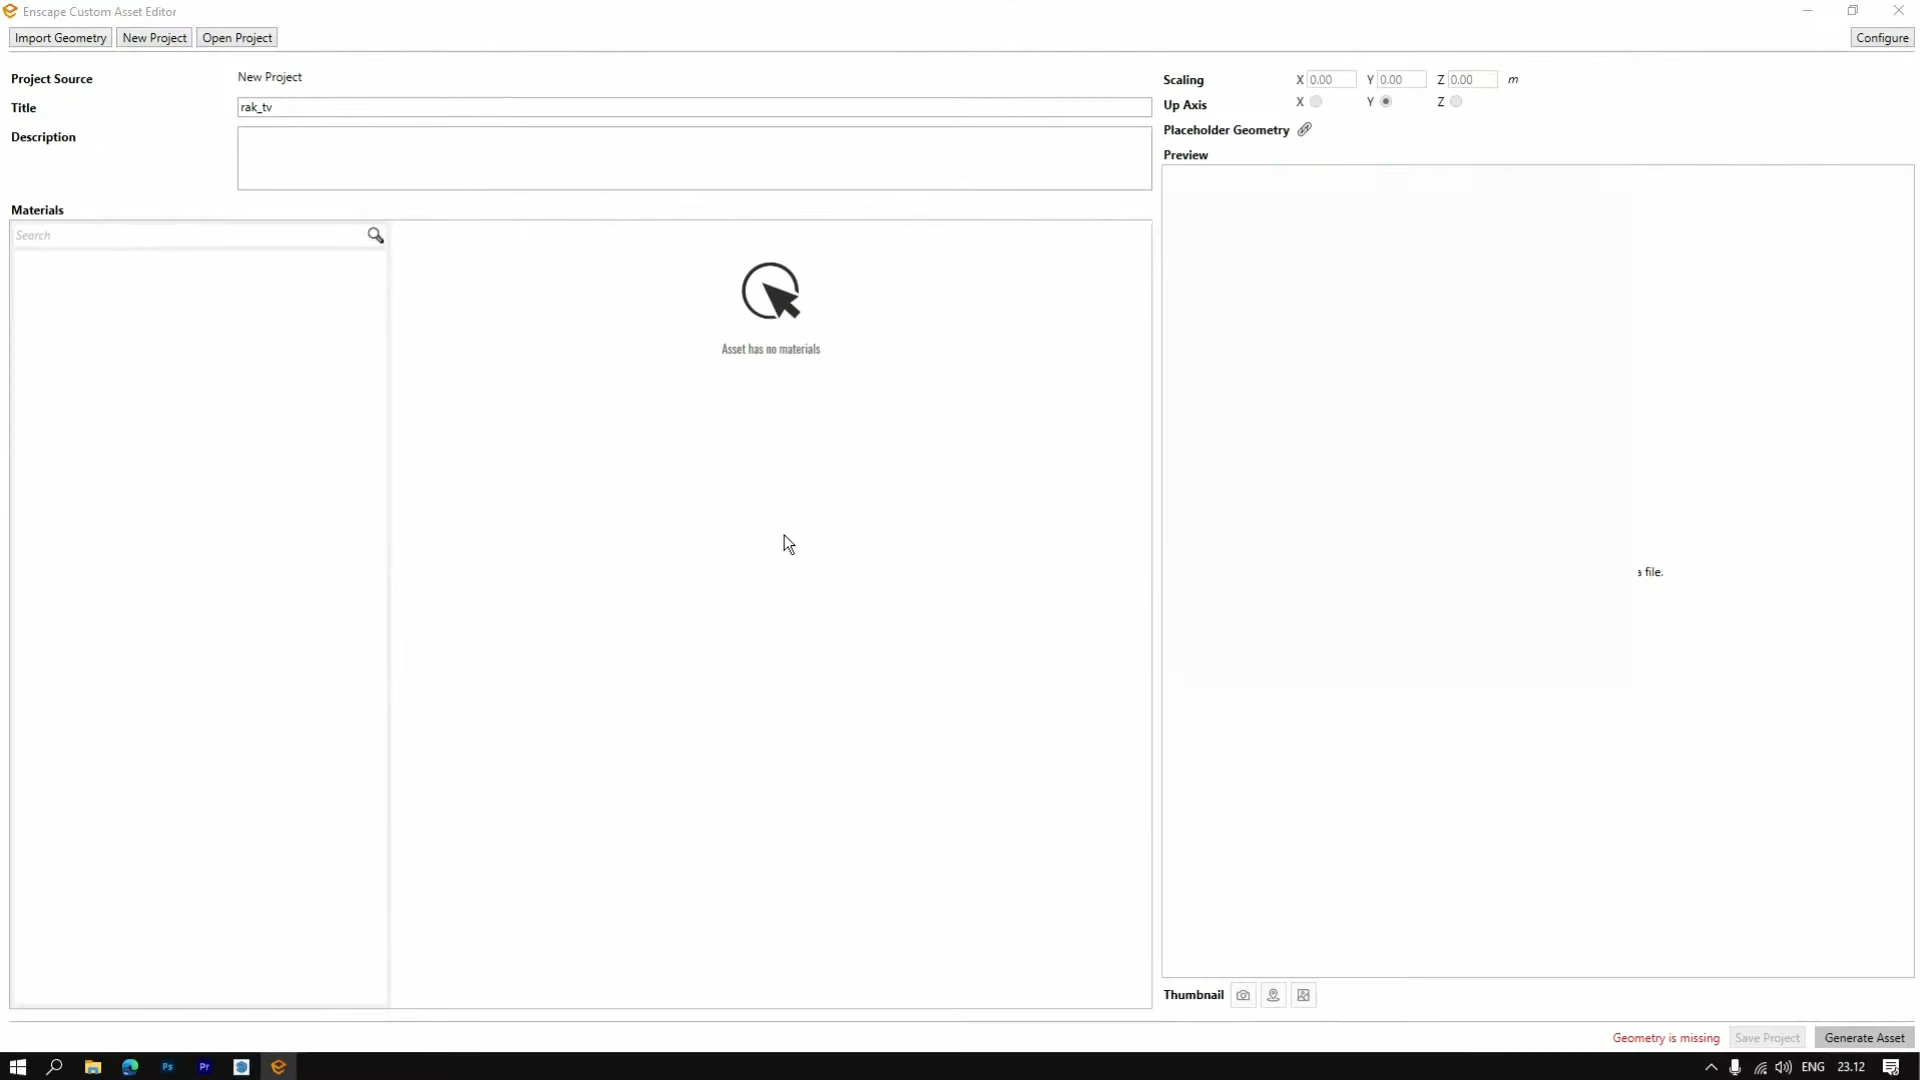 Enscape Custom Asset Editor
Import Geometry New Project Open Project Configure
Project Source New Project
Title rak_tv
Description
Scaling X 0.00 Y 0.00 Z 0.00 m
Up Axis X Y Z
Placeholder Geometry
Preview
Materials
Search
Asset has no materials
a file.
Thumbnail
Geometry is missing Save Project Generate Asset
Ps Pr ENG 23.12